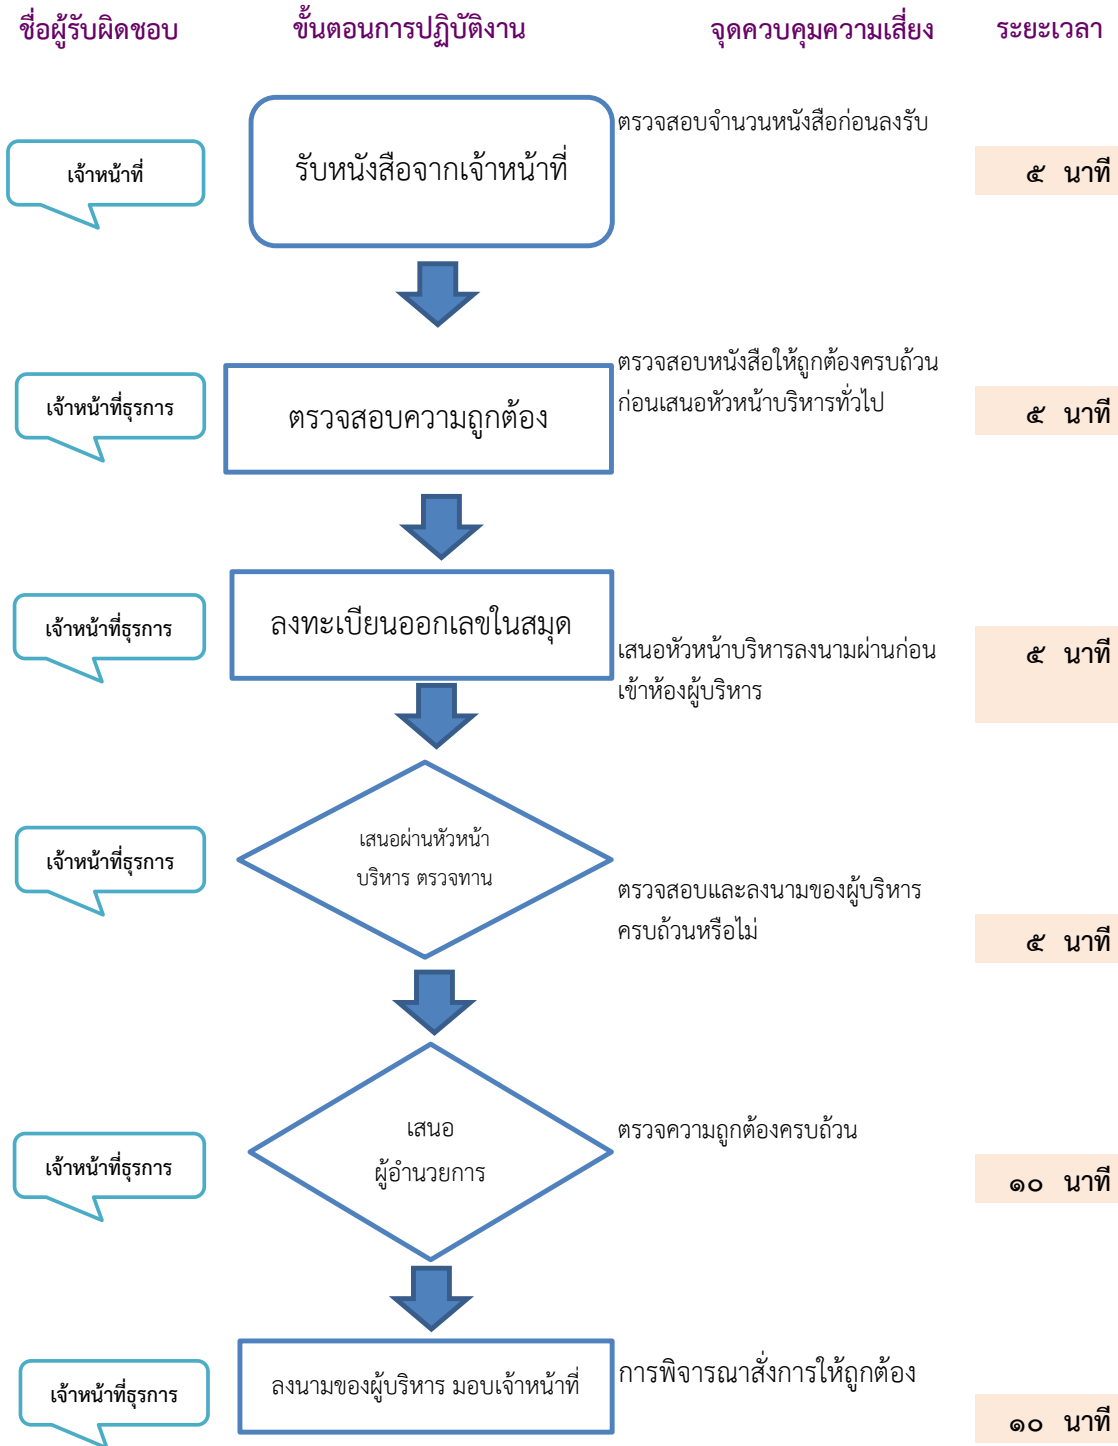 ชื่อผู้รับผิดชอบ ขั้นตอนการปฏิบัติงาน จุดควบคุมความเสี่ยง ระยะเวลา
ตรวจสอบจำนวนหนังสือก่อนลงรับ
เจ้าหน้าที่ รับหนังสือจากเจ้าหน้าที่ ๕ นาที
ตรวจสอบหนังสือให้ถูกต้องครบถ้วน
ก่อนเสนอหัวหน้าบริหารทั่วไป
เจ้าหน้าที่ธุรการ ตรวจสอบความถูกต้อง ๕ นาที
เจ้าหน้าที่ธุรการ ลงทะเบียนออกเลขในสมุด
เสนอหัวหน้าบริหารลงนามผ่านก่อน ๕ นาที
เข้าห้องผู้บริหาร
เสนอผ่านหัวหน้า
เจ้าหน้าที่ธุรการ บริหาร ตรวจทาน
ตรวจสอบและลงนามของผู้บริหาร
ครบถ้วนหรือไม่ ๕ นาที
เสนอ ตรวจความถูกต้องครบถ้วน
เจ้าหน้าที่ธุรการ ผู้อำนวยการ ๑๐ นาที
เจ้าหน้าที่ธุรการ ลงนามของผู้บริหาร มอบเจ้าหน้าที่ การพิจารณาสั่งการให้ถูกต้อง
๑๐ นาที